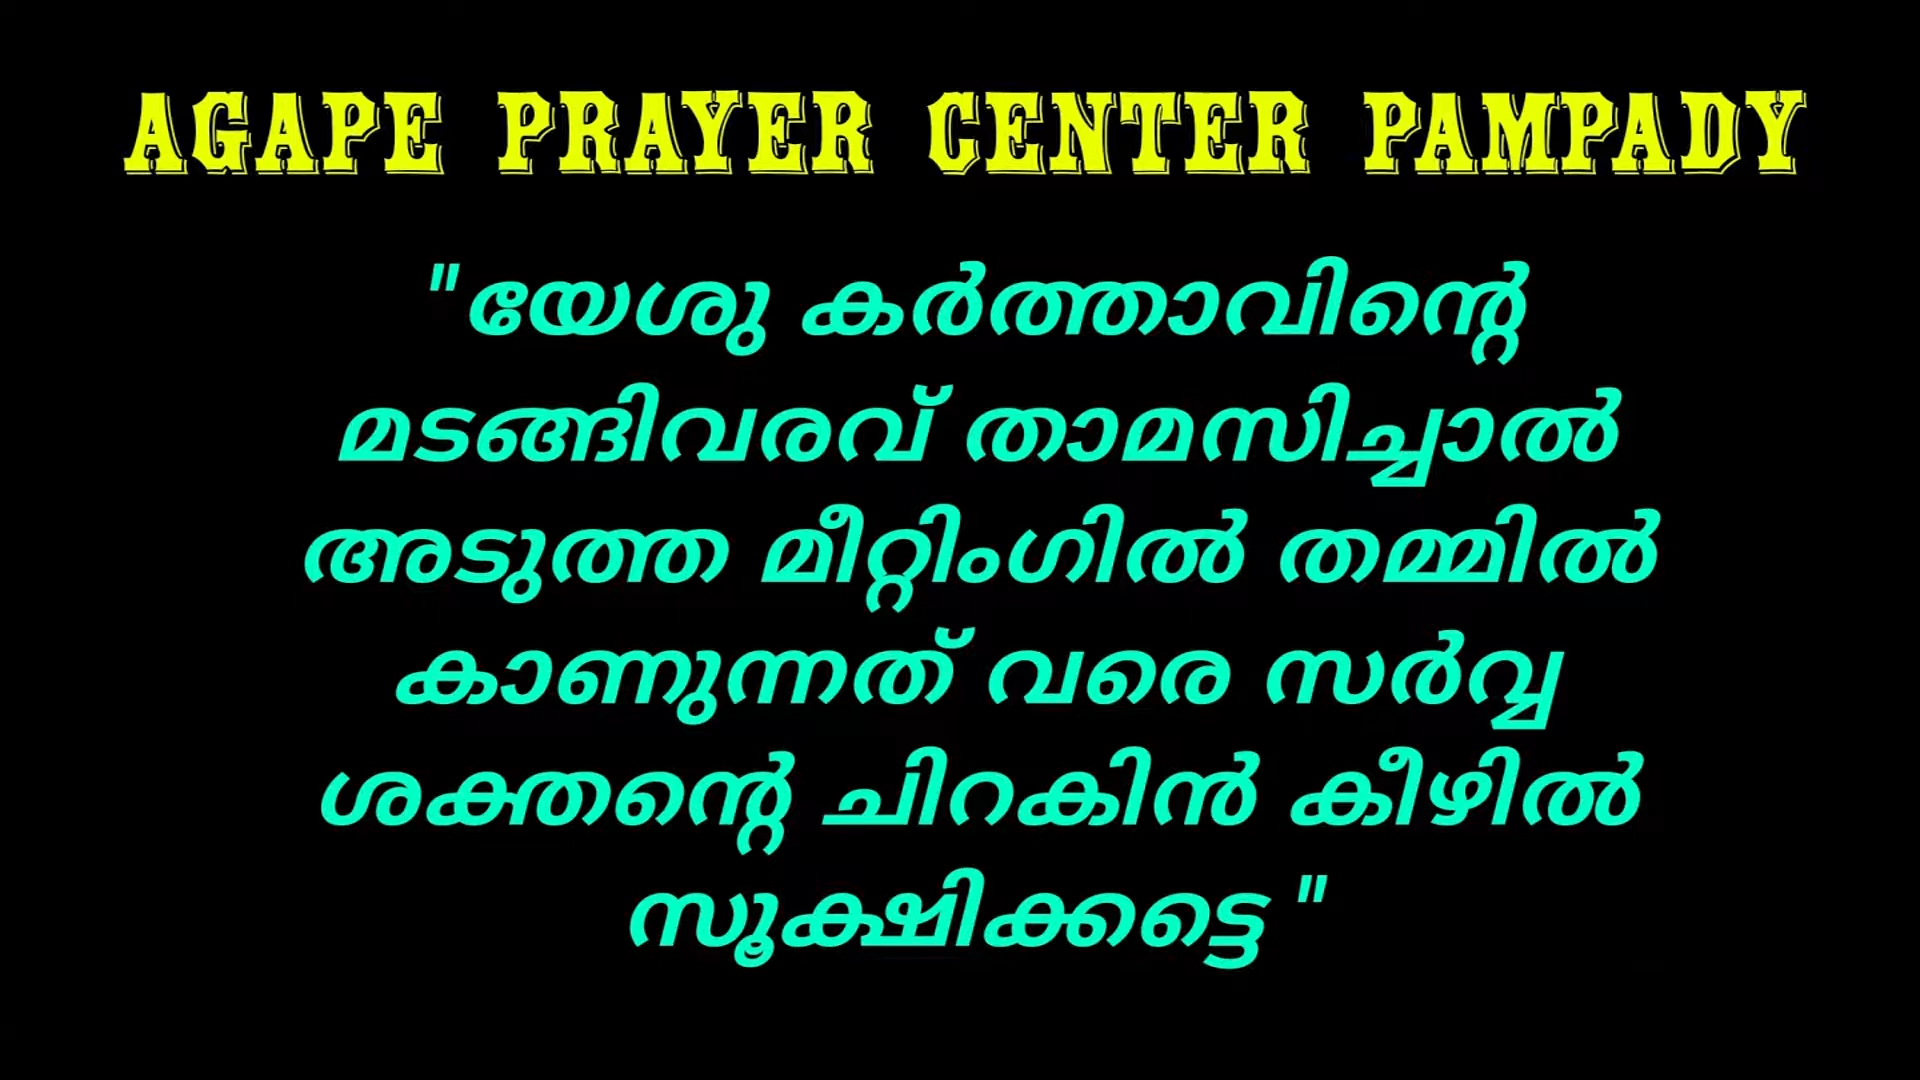 AGAPE PRAYER CENTER PAMPADY
"യേശു കർത്താവിന്റെ
മടങ്ങിവരവ് താമസിച്ചാൽ
അടുത്ത മീറ്റിംഗിൽ തമ്മിൽ
കാണുന്നത് വരെ സർവ്വ
ശക്തന്റെ ചിറകിൻ കീഴിൽ
സൂക്ഷിക്കട്ടെ "